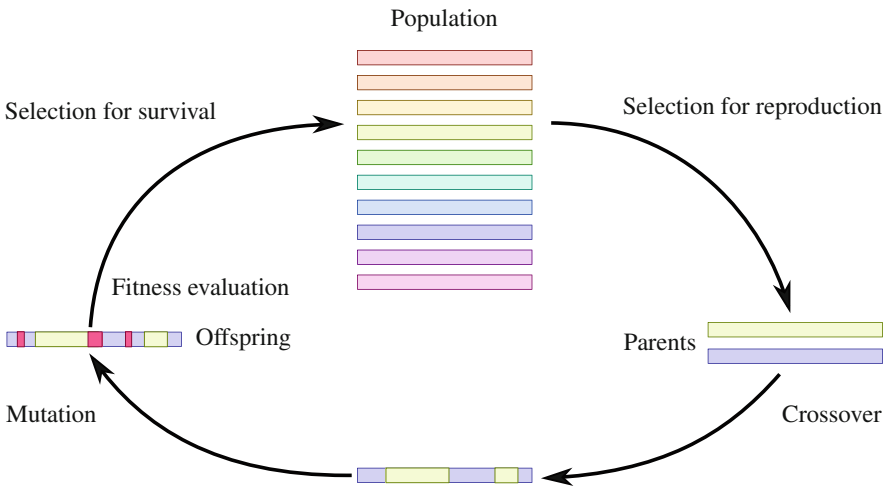 Population
Selection for survival
Selection for reproduction
Fitness evaluation
Offspring
Parents
Mutation
Crossover